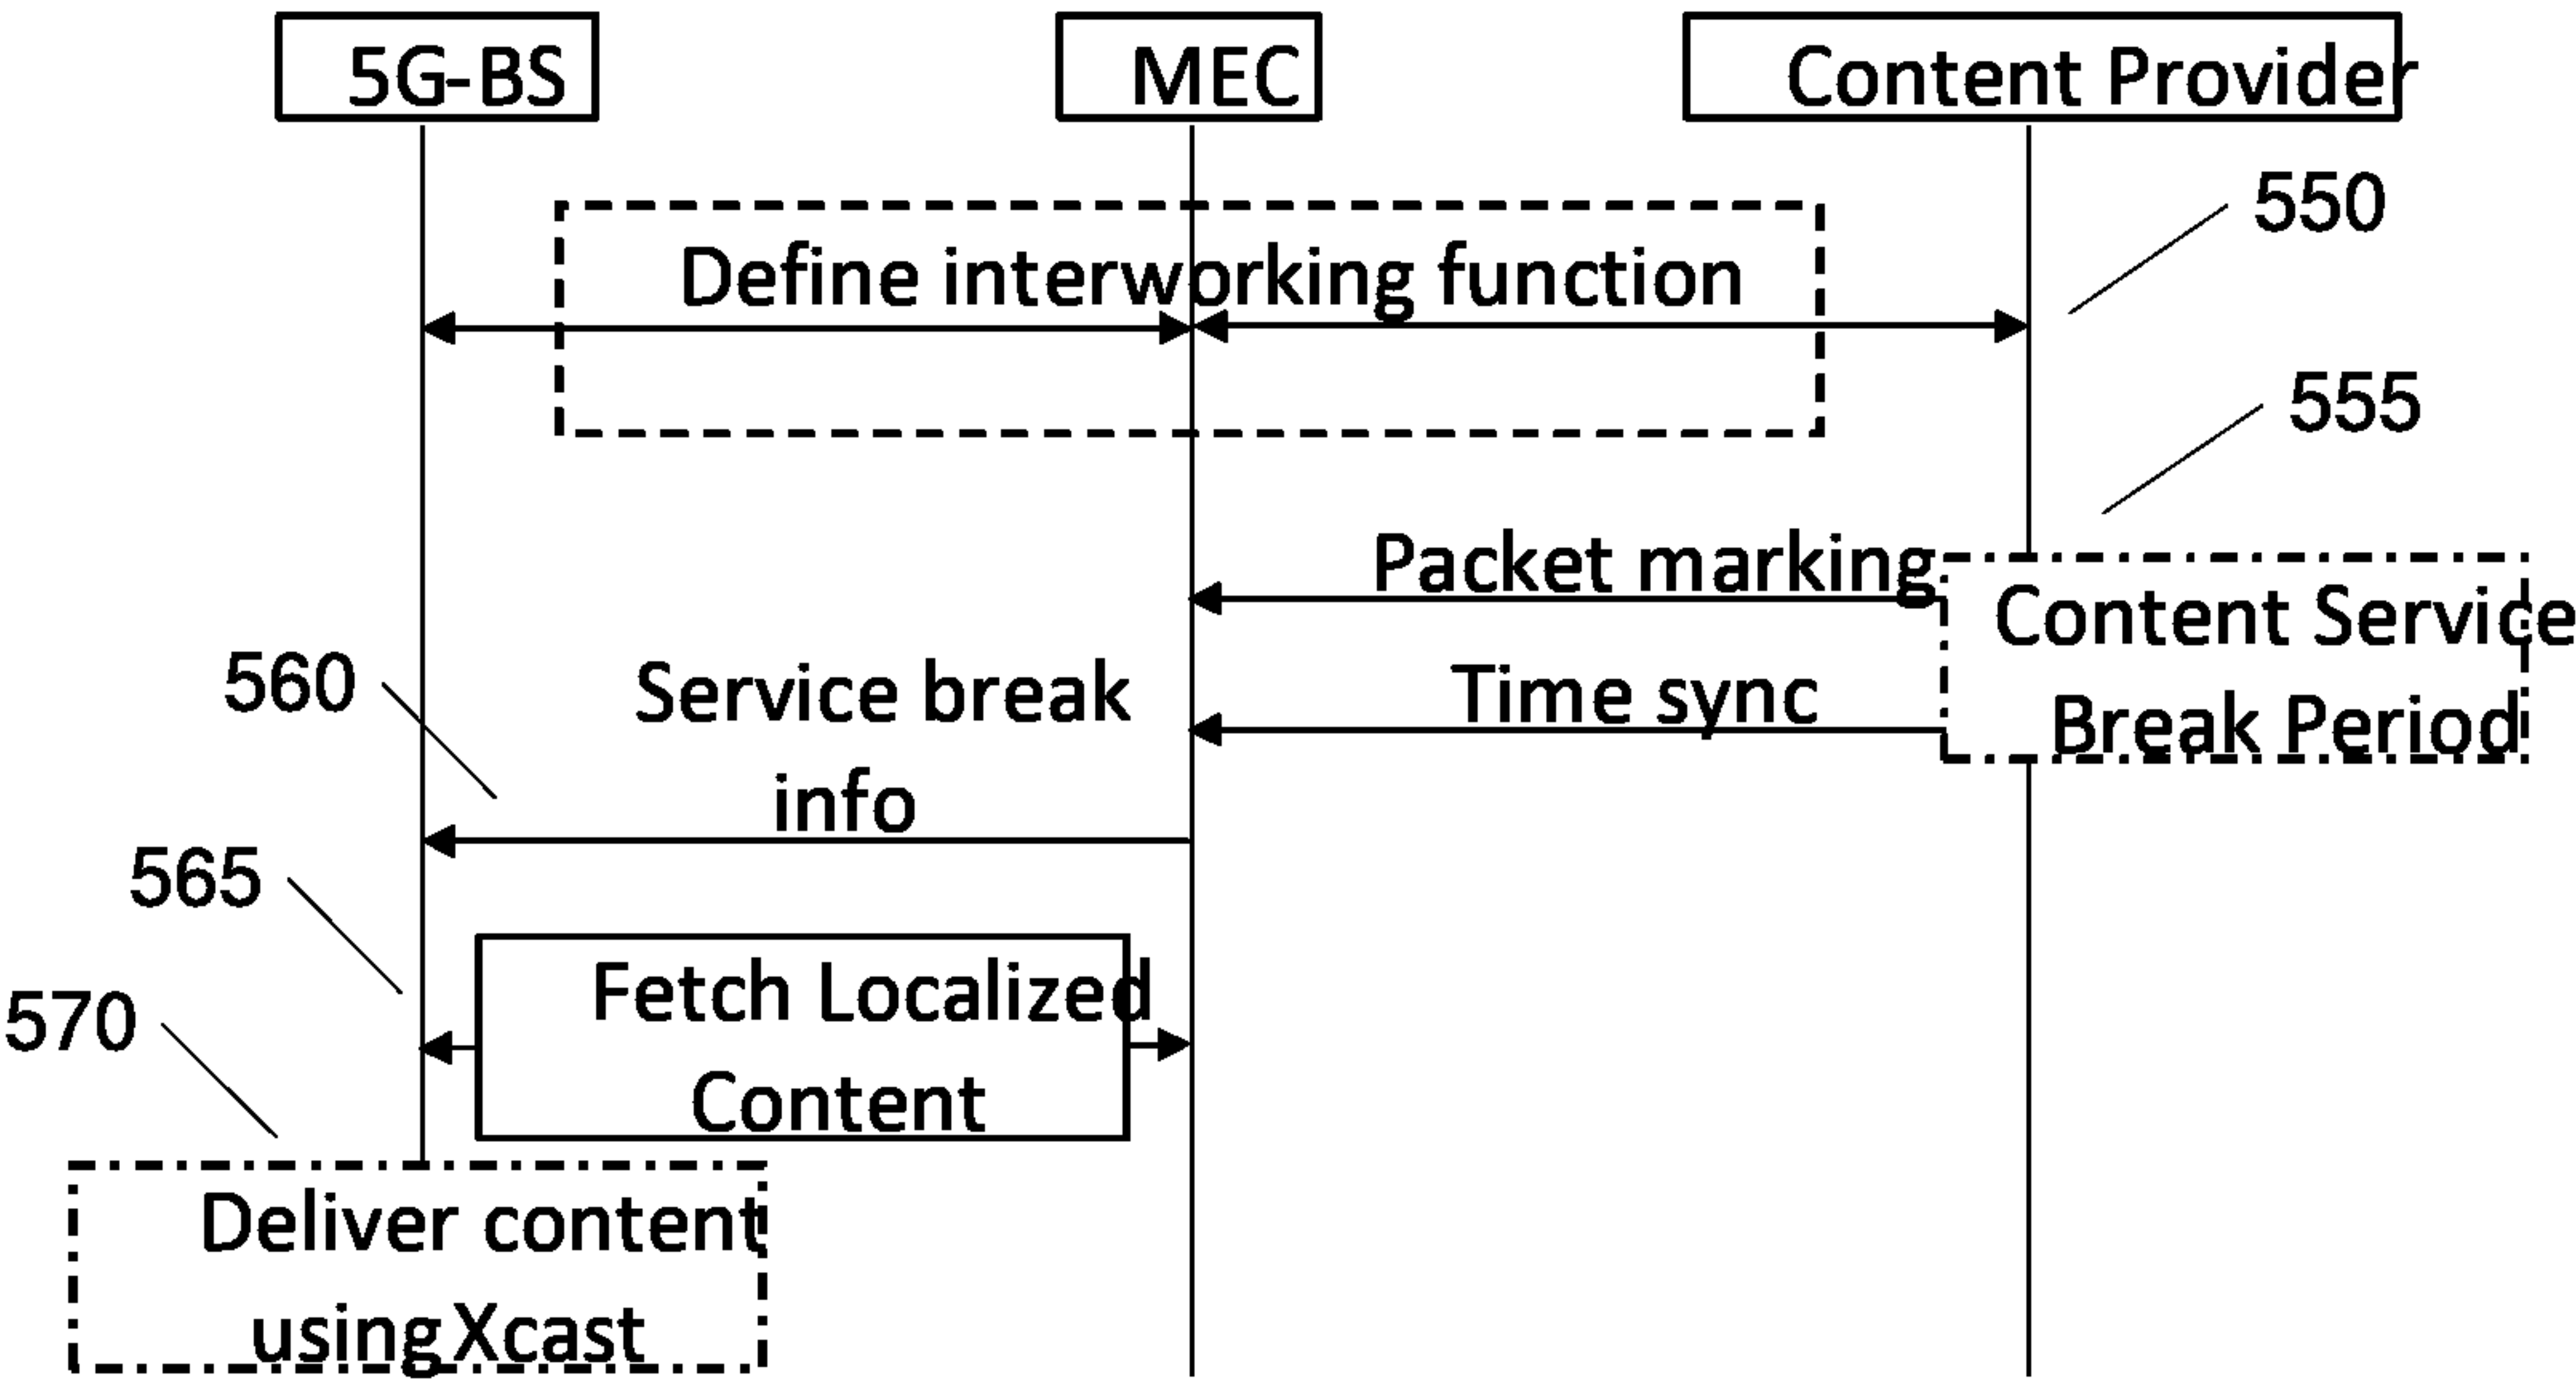 5G-BS
MEC
Content Provider
550
Define interworking function
555
Packet marking
Content Service
Break Period
560
Service break
info
Time sync
565
Fetch Localized
Content
570
Deliver content
using Xcast